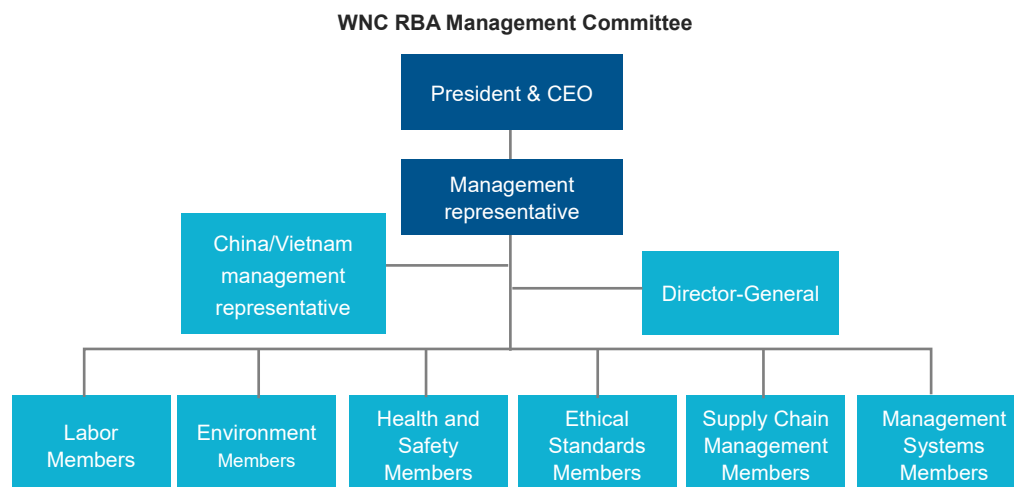 WNC RBA Management Committee
President & CEO
Management
representative
China/Vietnam
management
representative
Director-General
Labor
Members
Environment
Members
Health and
Safety
Members
Ethical
Standards
Members
Supply Chain
Management
Members
Management
Systems
Members